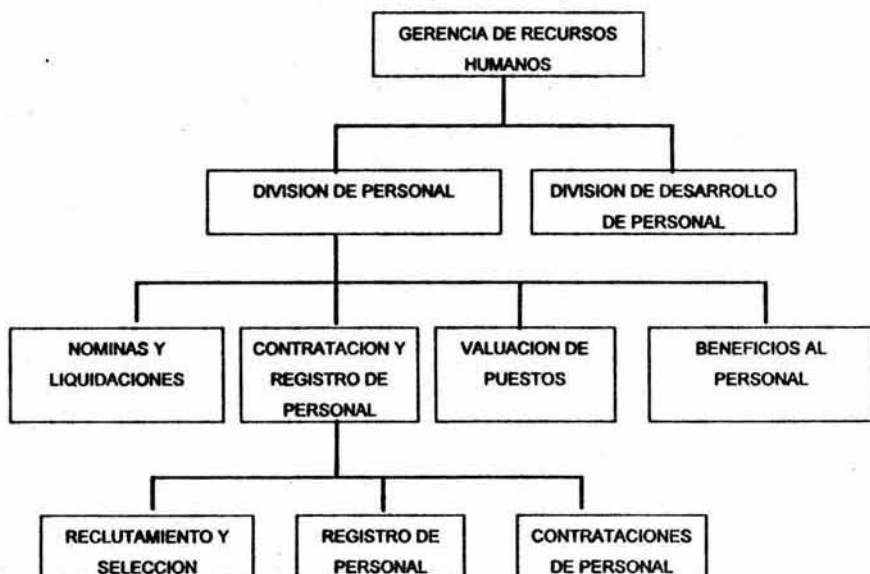 GERENCIA DE RECURSOS
HUMANOS
DIVISION DE PERSONAL
DIVISION DE DESARROLLO
DE PERSONAL
NOMINAS Y
LIQUIDACIONES
CONTRATACION Y
REGISTRO DE
PERSONAL
VALUACION DE
PUESTOS
BENEFICIOS AL
PERSONAL
RECLUTAMIENTO Y
SELECCION
REGISTRO DE
PERSONAL
CONTRATACIONES
DE PERSONAL